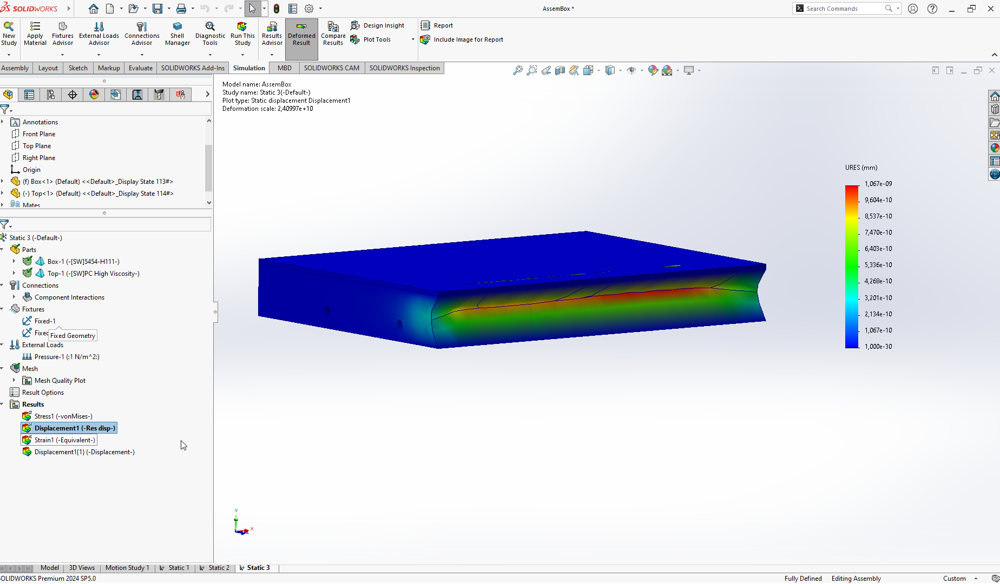 SOLIDWORKS
AssemBox *
Search Commands
New Study
Apply Material
Fixtures Advisor
External Loads Advisor
Connections Advisor
Shell Manager
Diagnostic Tools
Run This Study
Results Advisor
Deformed Result
Compare Results
Design Insight
Plot Tools
Report
Include Image for Report
Assembly
Layout
Sketch
Markup
Evaluate
SOLIDWORKS Add-Ins
Simulation
MBD
SOLIDWORKS CAM
SOLIDWORKS Inspection
Annotations
Front Plane
Top Plane
Right Plane
Origin
(f) Box<1> (Default) <<Default>_Display State 113#>
(-) Top<1> (Default) <<Default>_Display State 114#>
Mates
Static 3 (-Default-)
Parts
Box-1 (-[SW]5454-H111-)
Top-1 (-[SW]PC High Viscosity-)
Connections
Component Interactions
Fixtures
Fixed-1
Fixed
Fixed Geometry
External Loads
Pressure-1 (:1 N/m^2:)
Mesh
Mesh Quality Plot
Result Options
Results
Stress1 (-vonMises-)
Displacement1 (-Res disp-)
Strain1 (-Equivalent-)
Displacement1{1} (-Displacement-)
Model name: AssemBox
Study name: Static 3(-Default-)
Plot type: Static displacement Displacement1
Deformation scale: 2,40997e+10
URES (mm)
1,067e-09
9,604e-10
8,537e-10
7,470e-10
6,403e-10
5,336e-10
4,268e-10
3,201e-10
2,134e-10
1,067e-10
1,000e-30
Y
X
Z
Model
3D Views
Motion Study 1
Static 1
Static 2
Static 3
SOLIDWORKS Premium 2024 SP5.0
Fully Defined
Editing Assembly
Custom